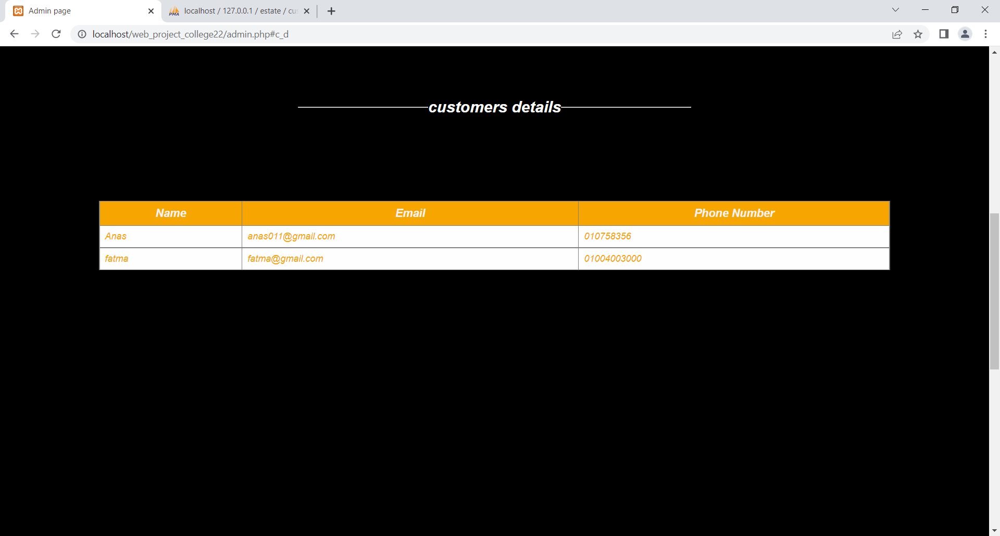 Admin page
localhost / 127.0.0.1 / estate / cus
localhost/web_project_college22/admin.php#c_d
customers details
Name Email Phone Number
Anas anas011@gmail.com 010758356
fatma fatma@gmail.com 01004003000